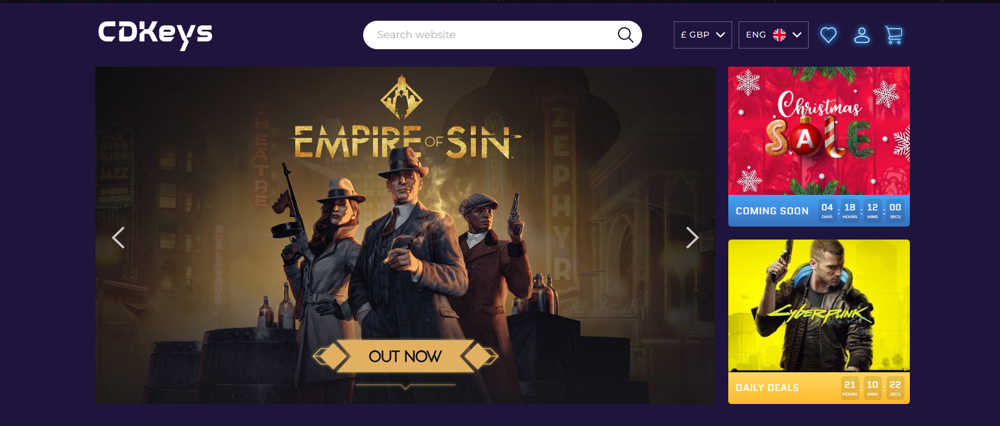 CDKeys
Search website
£ GBP
ENG
EMPIRE OF SIN
THEATRE
ZEPHYR
JAZZ
OUT NOW
Christmas
SALE
COMING SOON 04 : 18 : 12 : 00
DAYS HOURS MINS SECS
CYBERPUNK
2077
DAILY DEALS 21 : 10 : 22
HOURS MINS SECS